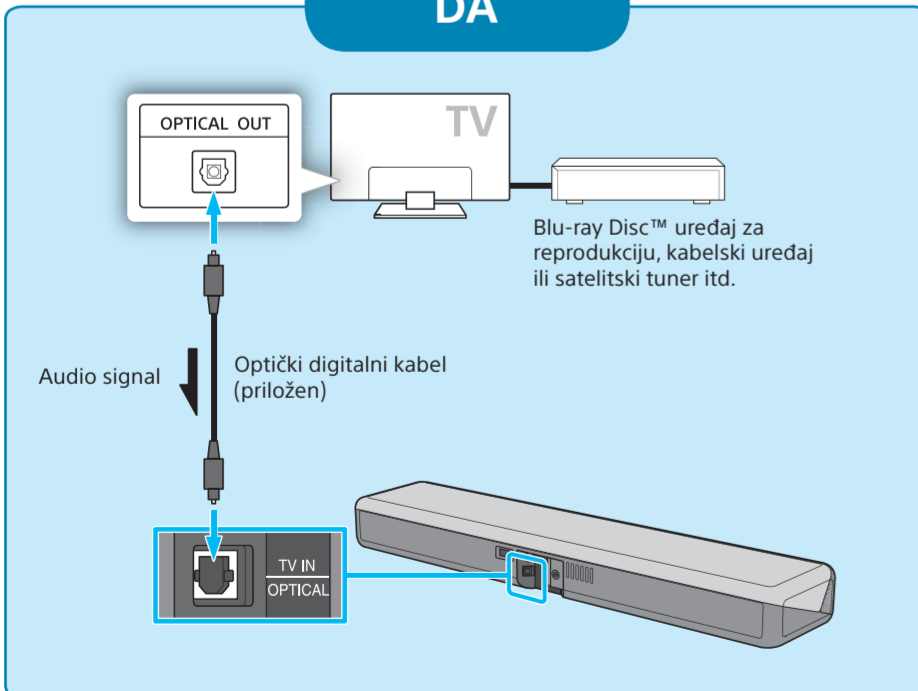 DA
OPTICAL OUT
TV
Blu-ray Disc™ uređaj za
reprodukciju, kabelski uređaj
ili satelitski tuner itd.
Audio signal
Optički digitalni kabel
(priložen)
TV IN
OPTICAL